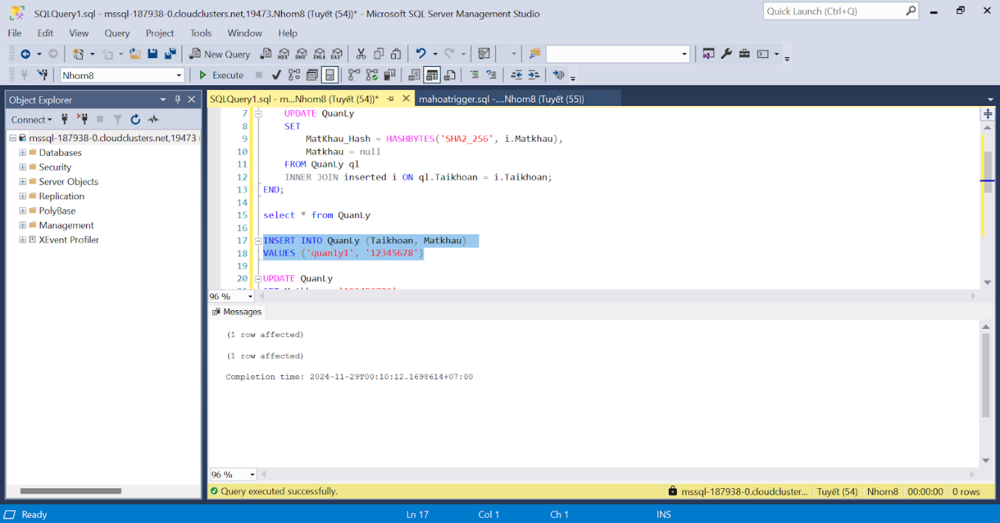 SQLQuery1.sql - mssql-187938-0.cloudclusters.net,19473.Nhom8 (Tuyết (54))* - Microsoft SQL Server Management Studio
Quick Launch (Ctrl+Q)
File Edit View Query Project Tools Window Help
New Query
MDX DMX XMLA DAX
Nhom8
Execute
Object Explorer
SQLQuery1.sql - m...Nhom8 (Tuyết (54))*
mahoatrigger.sql -....Nhom8 (Tuyết (55))
Connect
mssql-187938-0.cloudclusters.net,19473
Databases
Security
Server Objects
Replication
PolyBase
Management
XEvent Profiler
7 UPDATE QuanLy
8 SET
9 MatKhau_Hash = HASHBYTES('SHA2_256', i.Matkhau),
10 Matkhau = null
11 FROM QuanLy ql
12 INNER JOIN inserted i ON ql.Taikhoan = i.Taikhoan;
13 END;
14
15 select * from QuanLy
16
17 INSERT INTO QuanLy (Taikhoan, Matkhau)
18 VALUES ('quanly1', '12345678')
19
20 UPDATE QuanLy
96 %
Messages
(1 row affected)
(1 row affected)
Completion time: 2024-11-29T00:10:12.1698614+07:00
96 %
Query executed successfully.
mssql-187938-0.cloudcluster... Tuyết (54) Nhom8 00:00:00 0 rows
Ready Ln 17 Col 1 Ch 1 INS